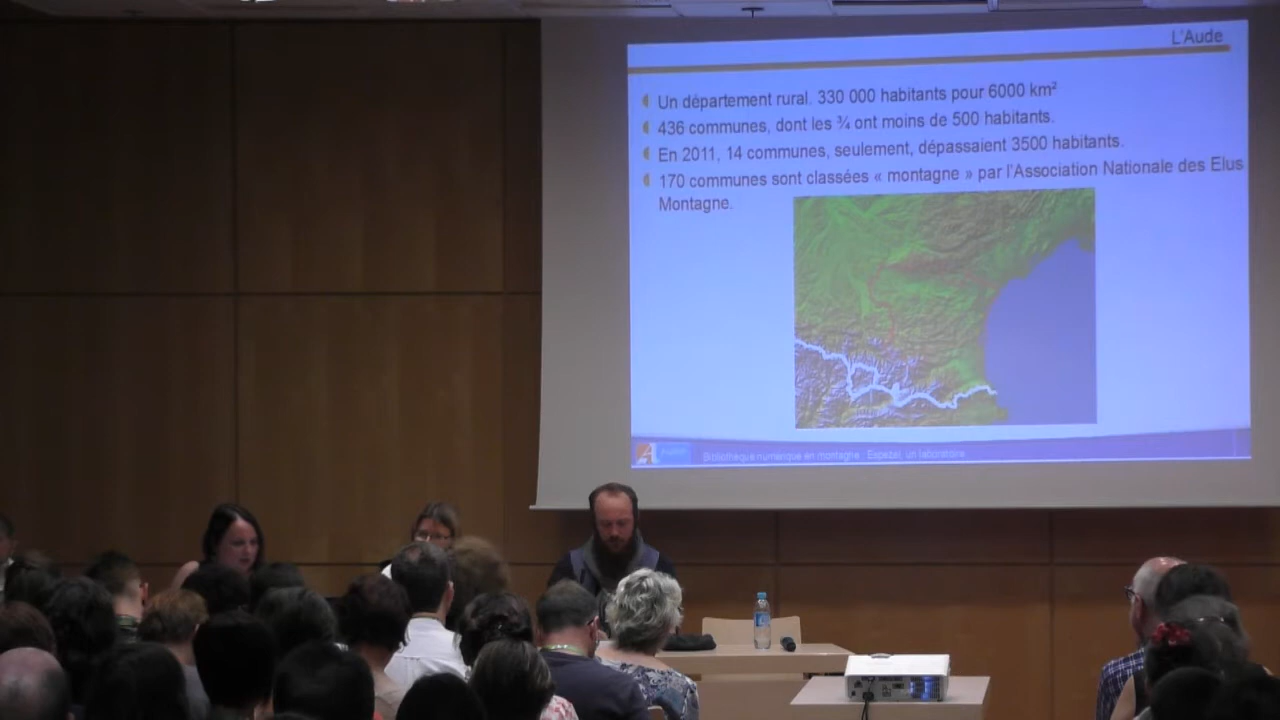 L'Aude
Un département rural. 330 000 habitants pour 6000 km²
436 communes, dont les ¾ ont moins de 500 habitants.
En 2011, 14 communes, seulement, dépassaient 3500 habitants.
170 communes sont classées « montagne » par l'Association Nationale des Elus
Montagne.
Bibliothèque numérique en montagne : Espezel, un laboratoire